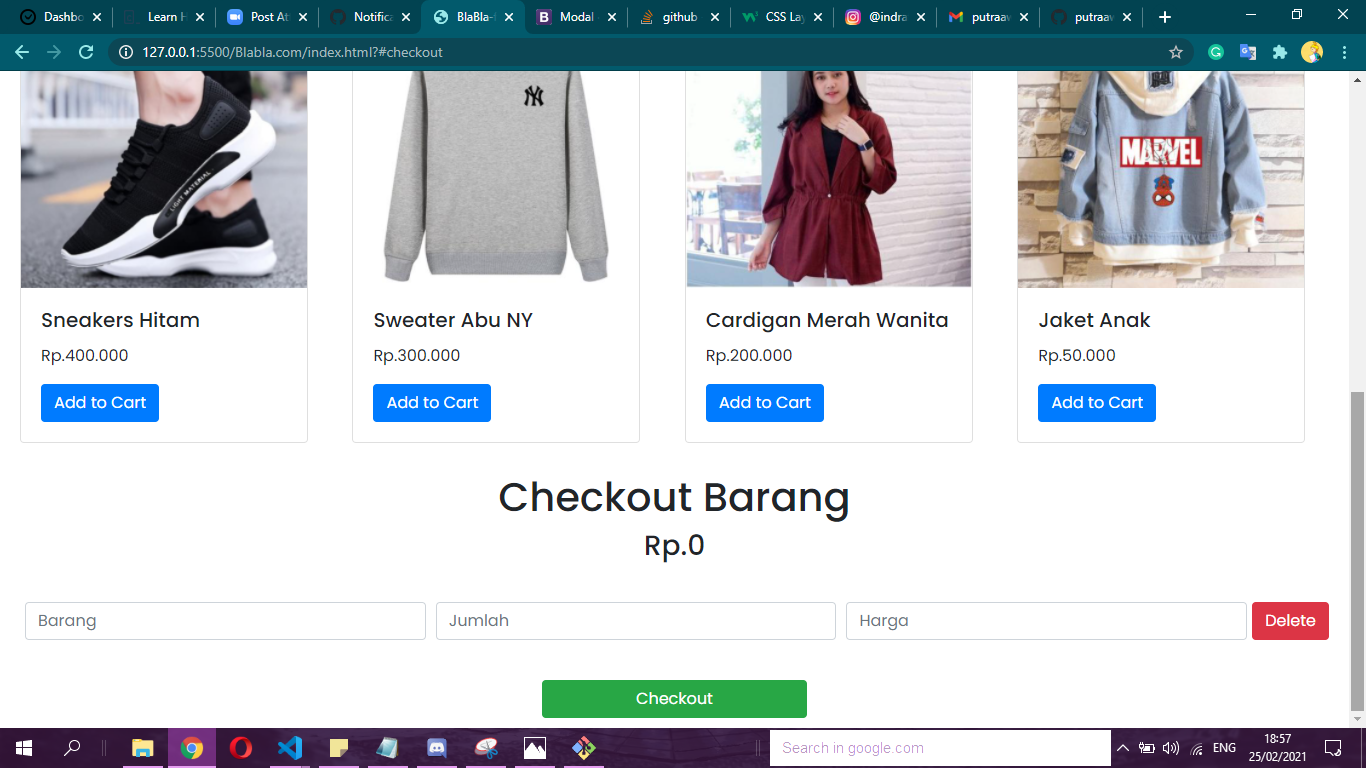 Dashbo
Learn H
Post Att
Notifica
BlaBla-
Modal
github
CSS Lay
@indra
putraaw
putraaw
127.0.0.1:5500/Blabla.com/index.html?#checkout
LIGHT MATERIAL
NY
MARVEL
Sneakers Hitam
Sweater Abu NY
Cardigan Merah Wanita
Jaket Anak
Rp.400.000
Rp.300.000
Rp.200.000
Rp.50.000
Add to Cart
Add to Cart
Add to Cart
Add to Cart
Checkout Barang
Rp.0
Barang
Jumlah
Harga
Delete
Checkout
Search in google.com
ENG
18:57
25/02/2021